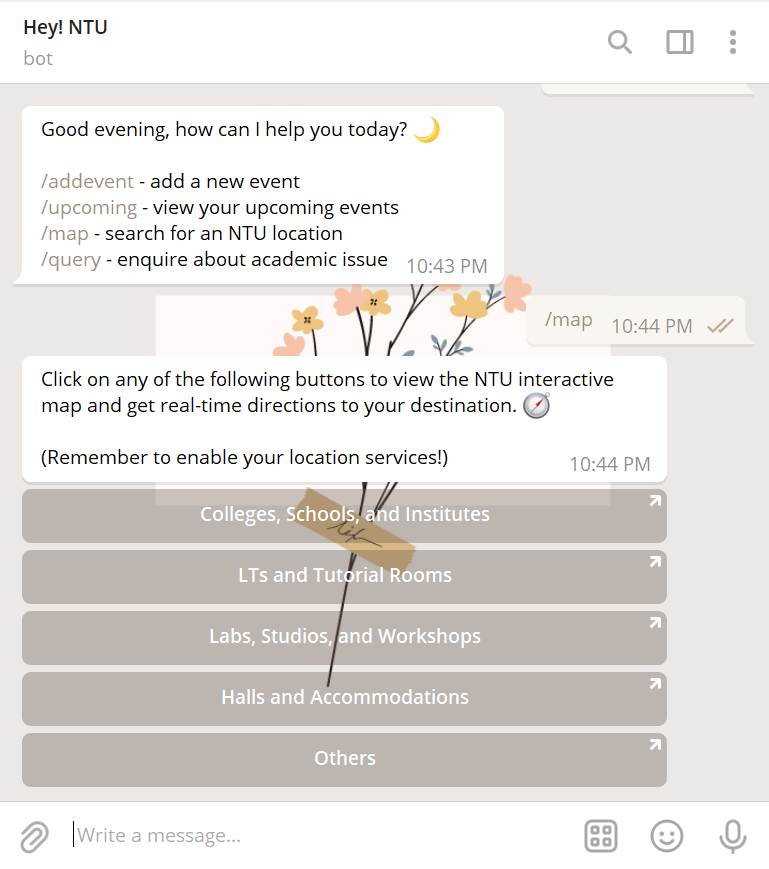 Hey! NTU
bot
Good evening, how can I help you today? 🌙
/addevent - add a new event
/upcoming - view your upcoming events
/map - search for an NTU location
/query - enquire about academic issue 10:43 PM
/map 10:44 PM
Click on any of the following buttons to view the NTU interactive
map and get real-time directions to your destination. 🧭
(Remember to enable your location services!) 10:44 PM
Colleges, Schools, and Institutes
LTs and Tutorial Rooms
Labs, Studios, and Workshops
Halls and Accommodations
Others
Write a message...